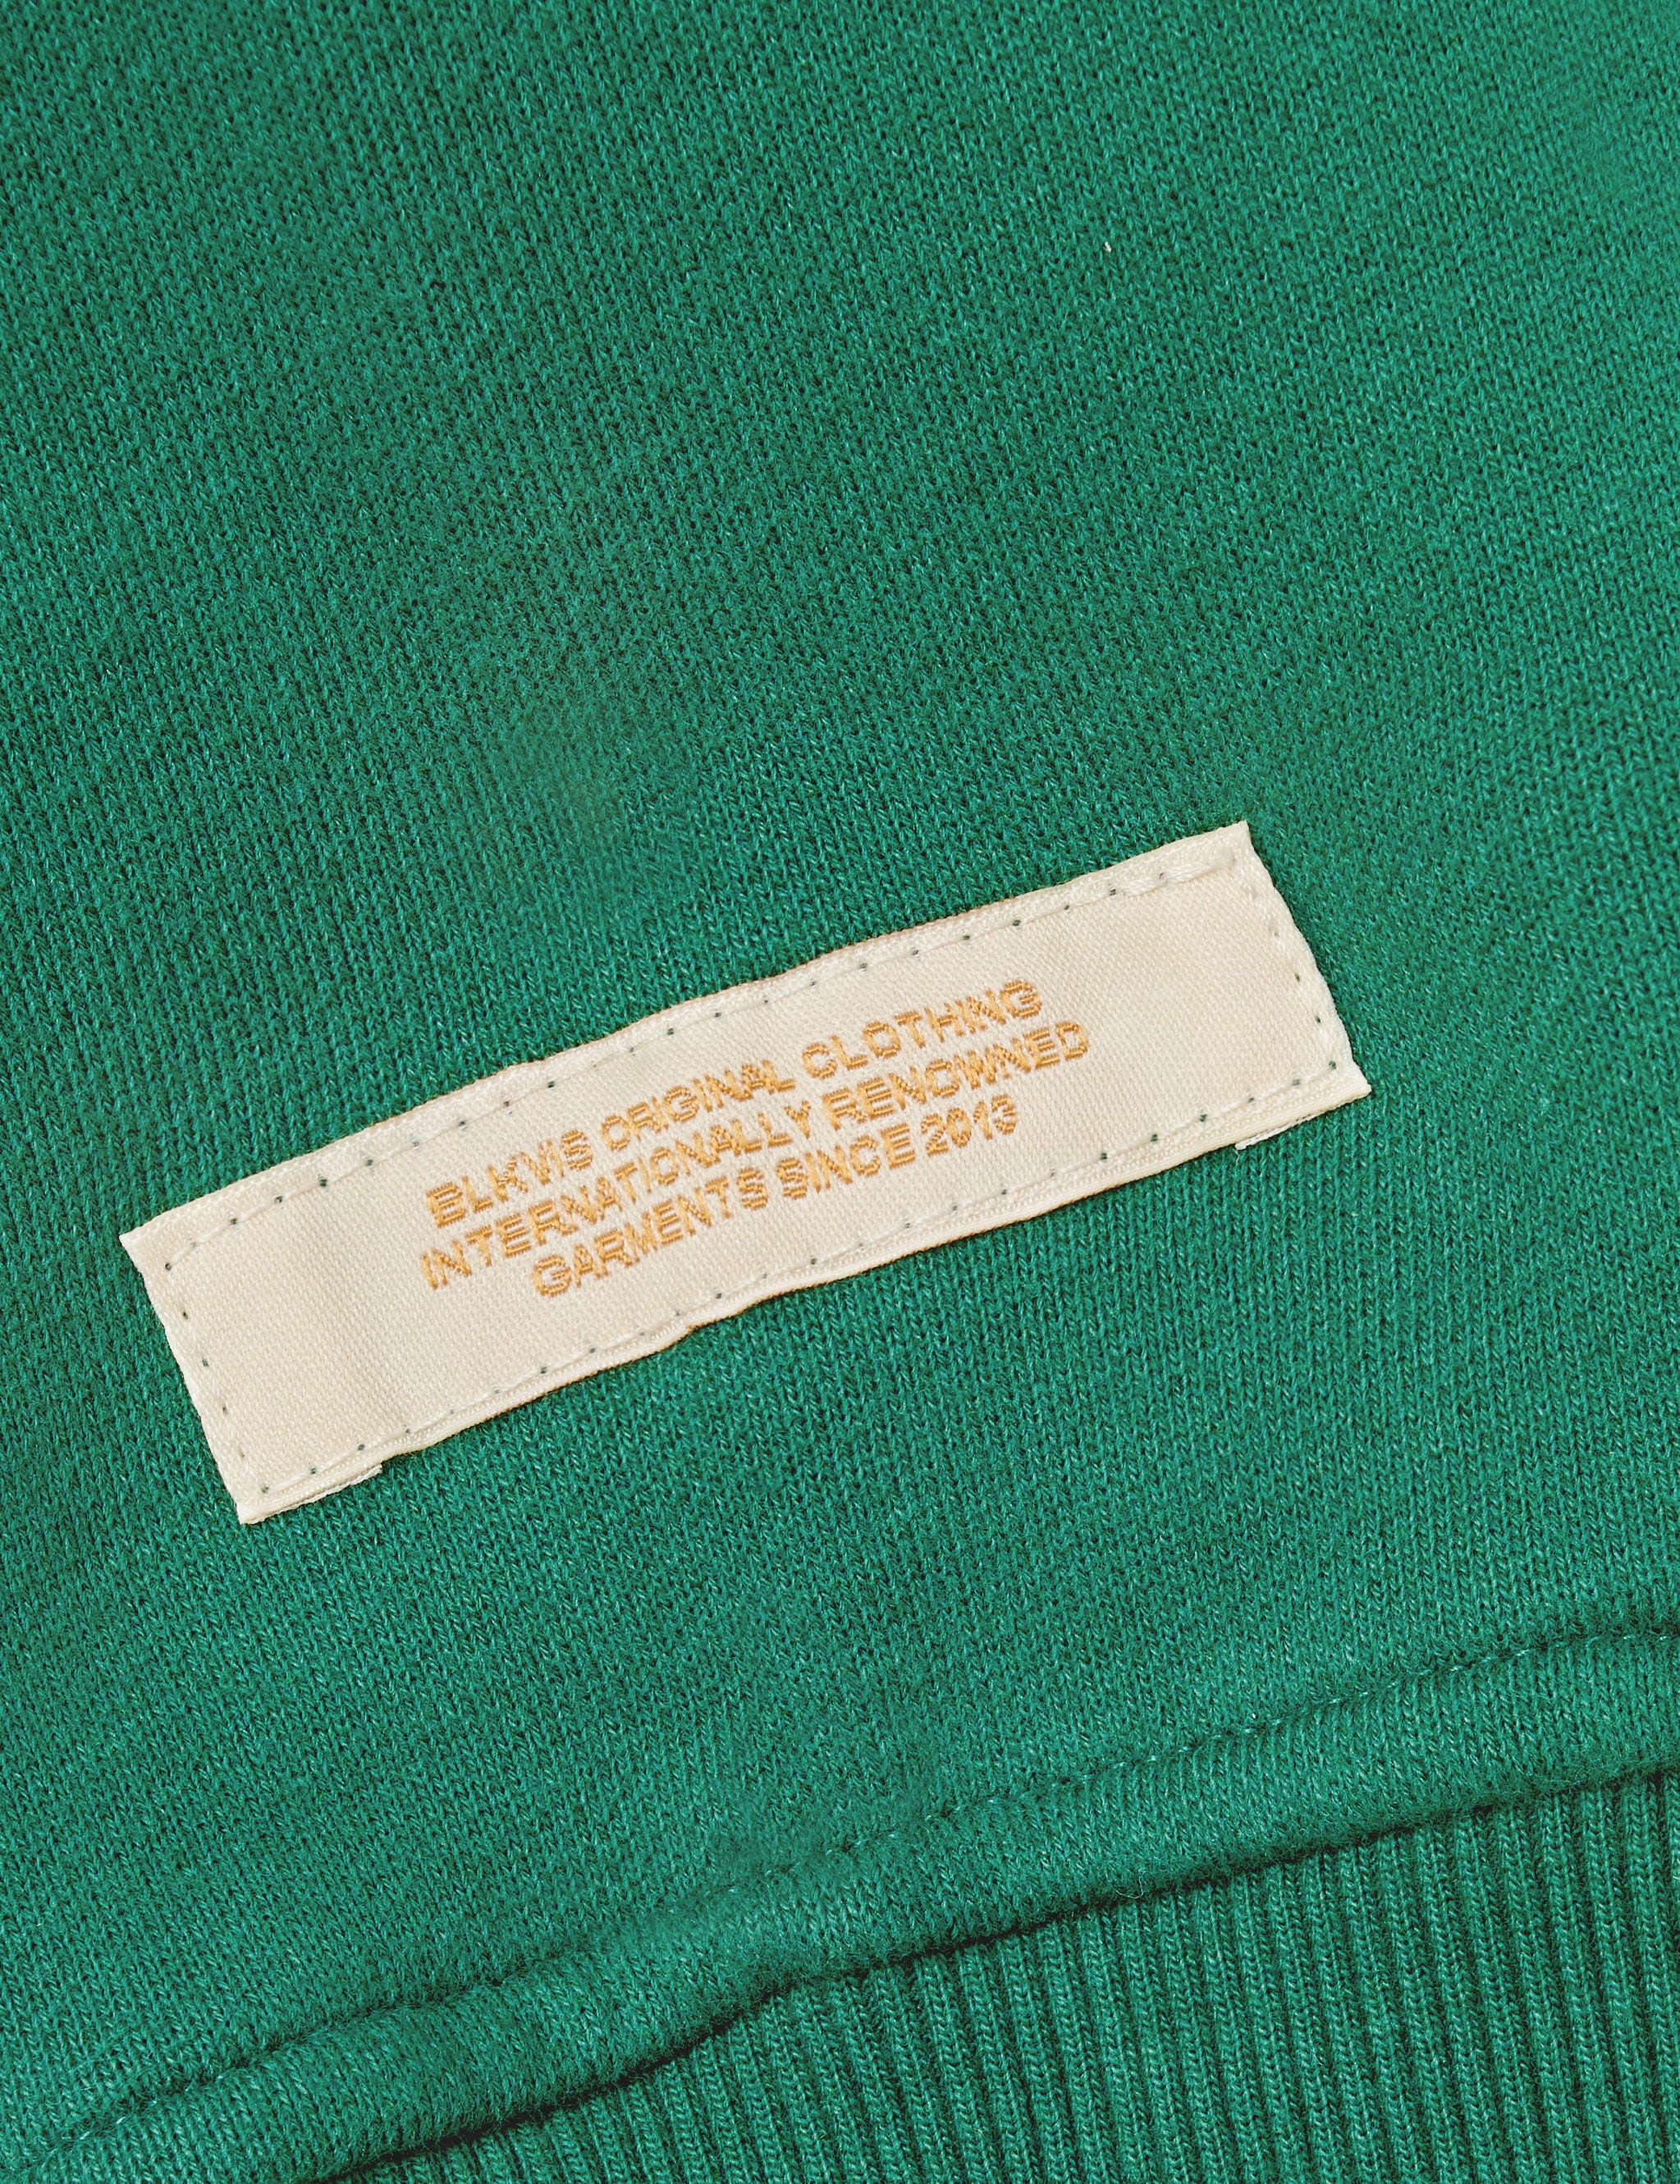 BLKVIS ORIGINAL CLOTHING
INTERNATIONALLY RENOWNED
GARMENTS SINCE 2013